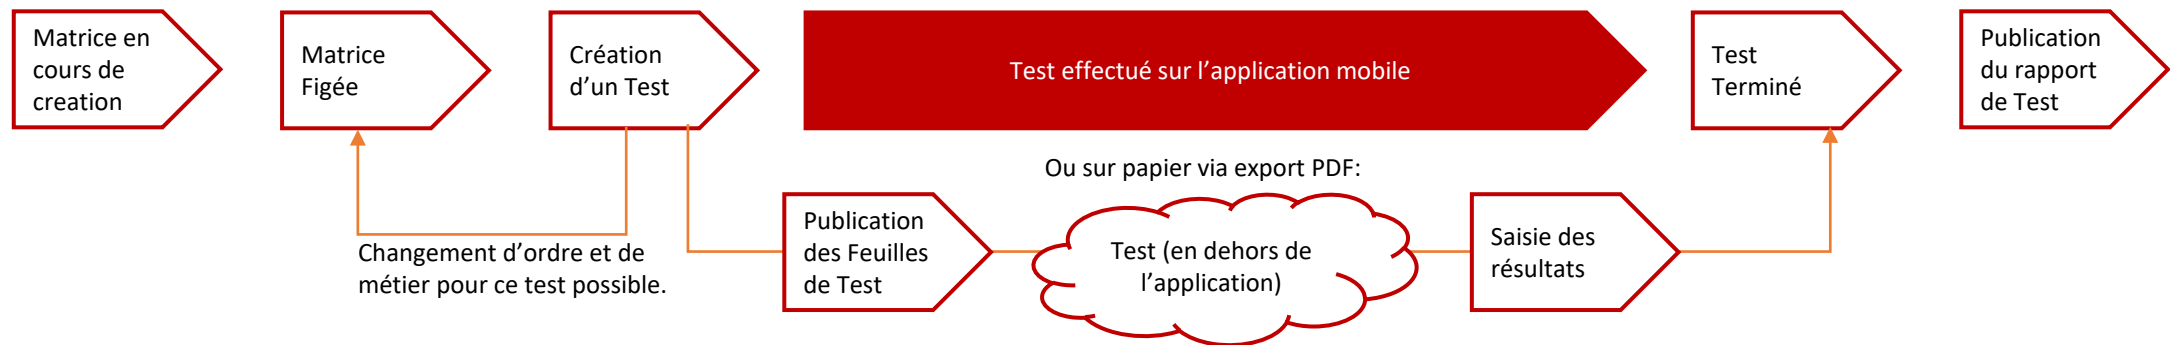 Matrice en
cours de
creation
Matrice
Figée
Création
d’un Test
Test effectué sur l’application mobile
Test
Terminé
Publication
du rapport
de Test
Ou sur papier via export PDF:
Changement d’ordre et de
métier pour ce test possible.
Publication
des Feuilles
de Test
Test (en dehors de
l’application)
Saisie des
résultats